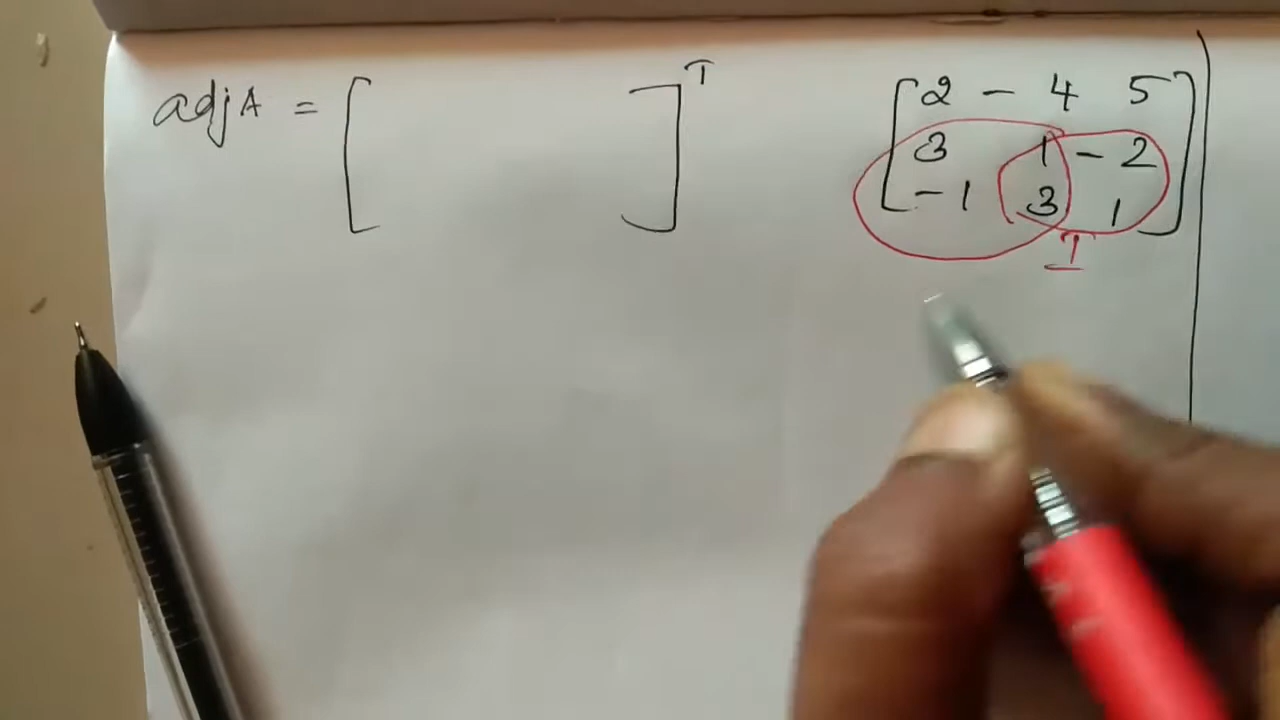 adj A = [ ]ᵀ
[ 2 - 4 5
3 1 - 2
- 1 3 1 ]
I